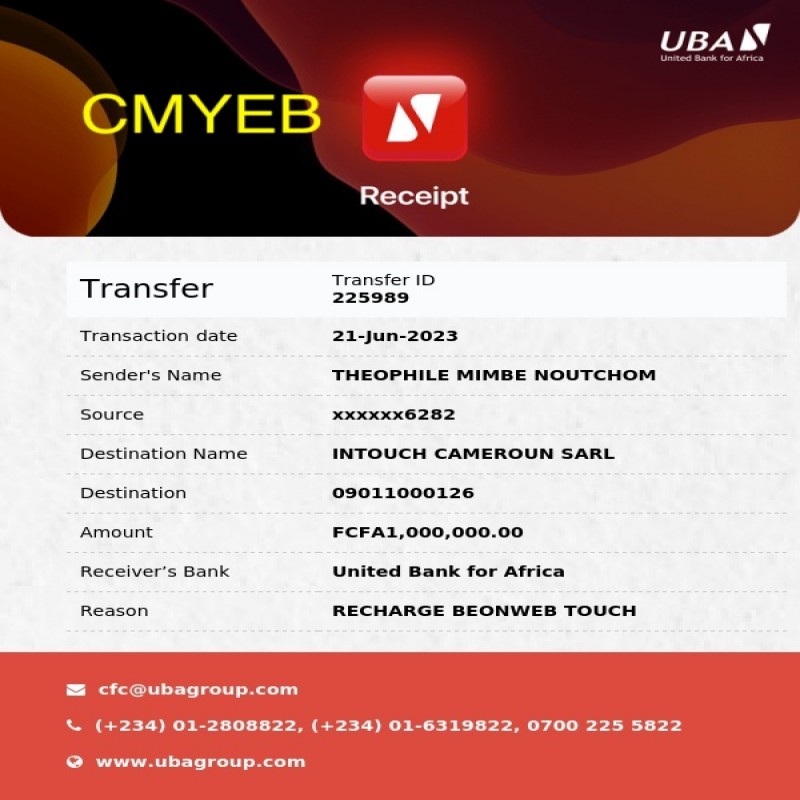 UBA
United Bank for Africa
CMYEB
Receipt
Transfer
Transfer ID
225989
Transaction date 21-Jun-2023
Sender's Name THEOPHILE MIMBE NOUTCHOM
Source xxxxxx6282
Destination Name INTOUCH CAMEROUN SARL
Destination 09011000126
Amount FCFA1,000,000.00
Receiver’s Bank United Bank for Africa
Reason RECHARGE BEONWEB TOUCH
cfc@ubagroup.com
(+234) 01-2808822, (+234) 01-6319822, 0700 225 5822
www.ubagroup.com